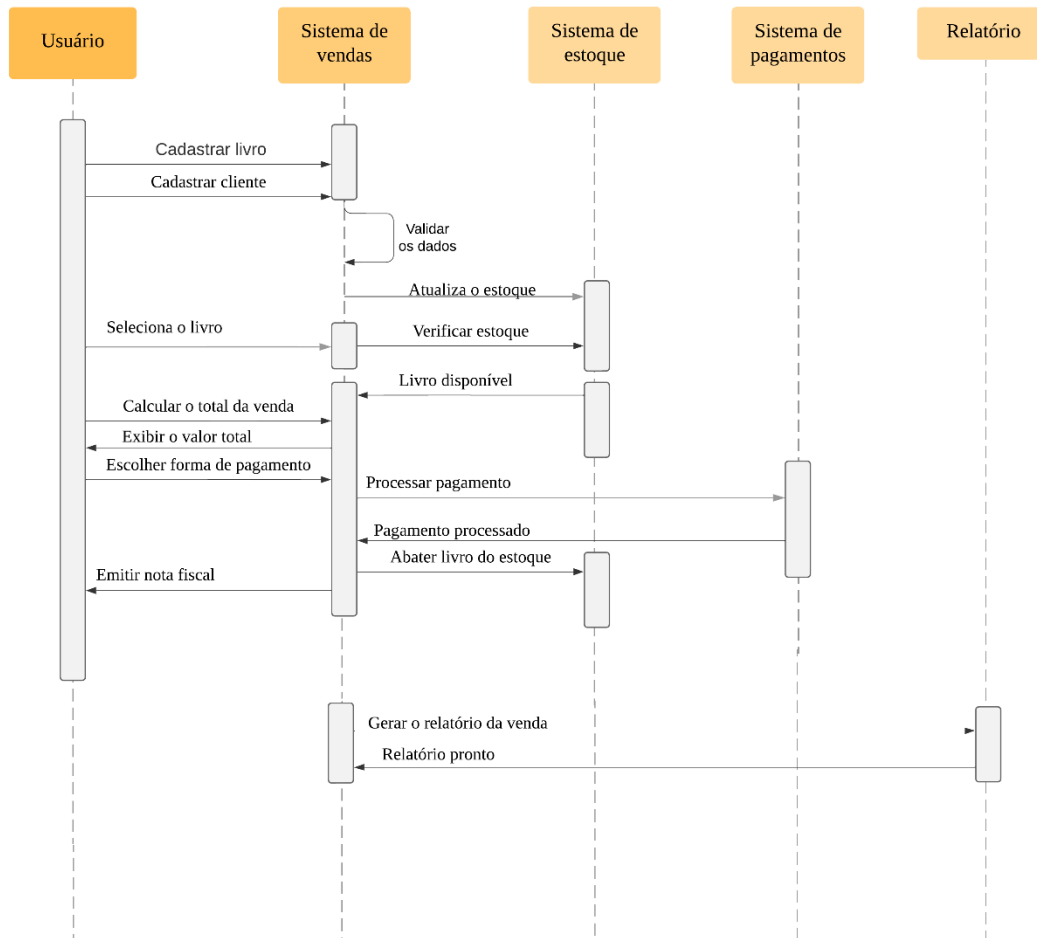 Usuário
Sistema de
vendas
Sistema de
estoque
Sistema de
pagamentos
Relatório
Cadastrar livro
Cadastrar cliente
Validar
os dados
Atualiza o estoque
Seleciona o livro
Verificar estoque
Livro disponível
Calcular o total da venda
Exibir o valor total
Escolher forma de pagamento
Processar pagamento
Pagamento processado
Abater livro do estoque
Emitir nota fiscal
Gerar o relatório da venda
Relatório pronto